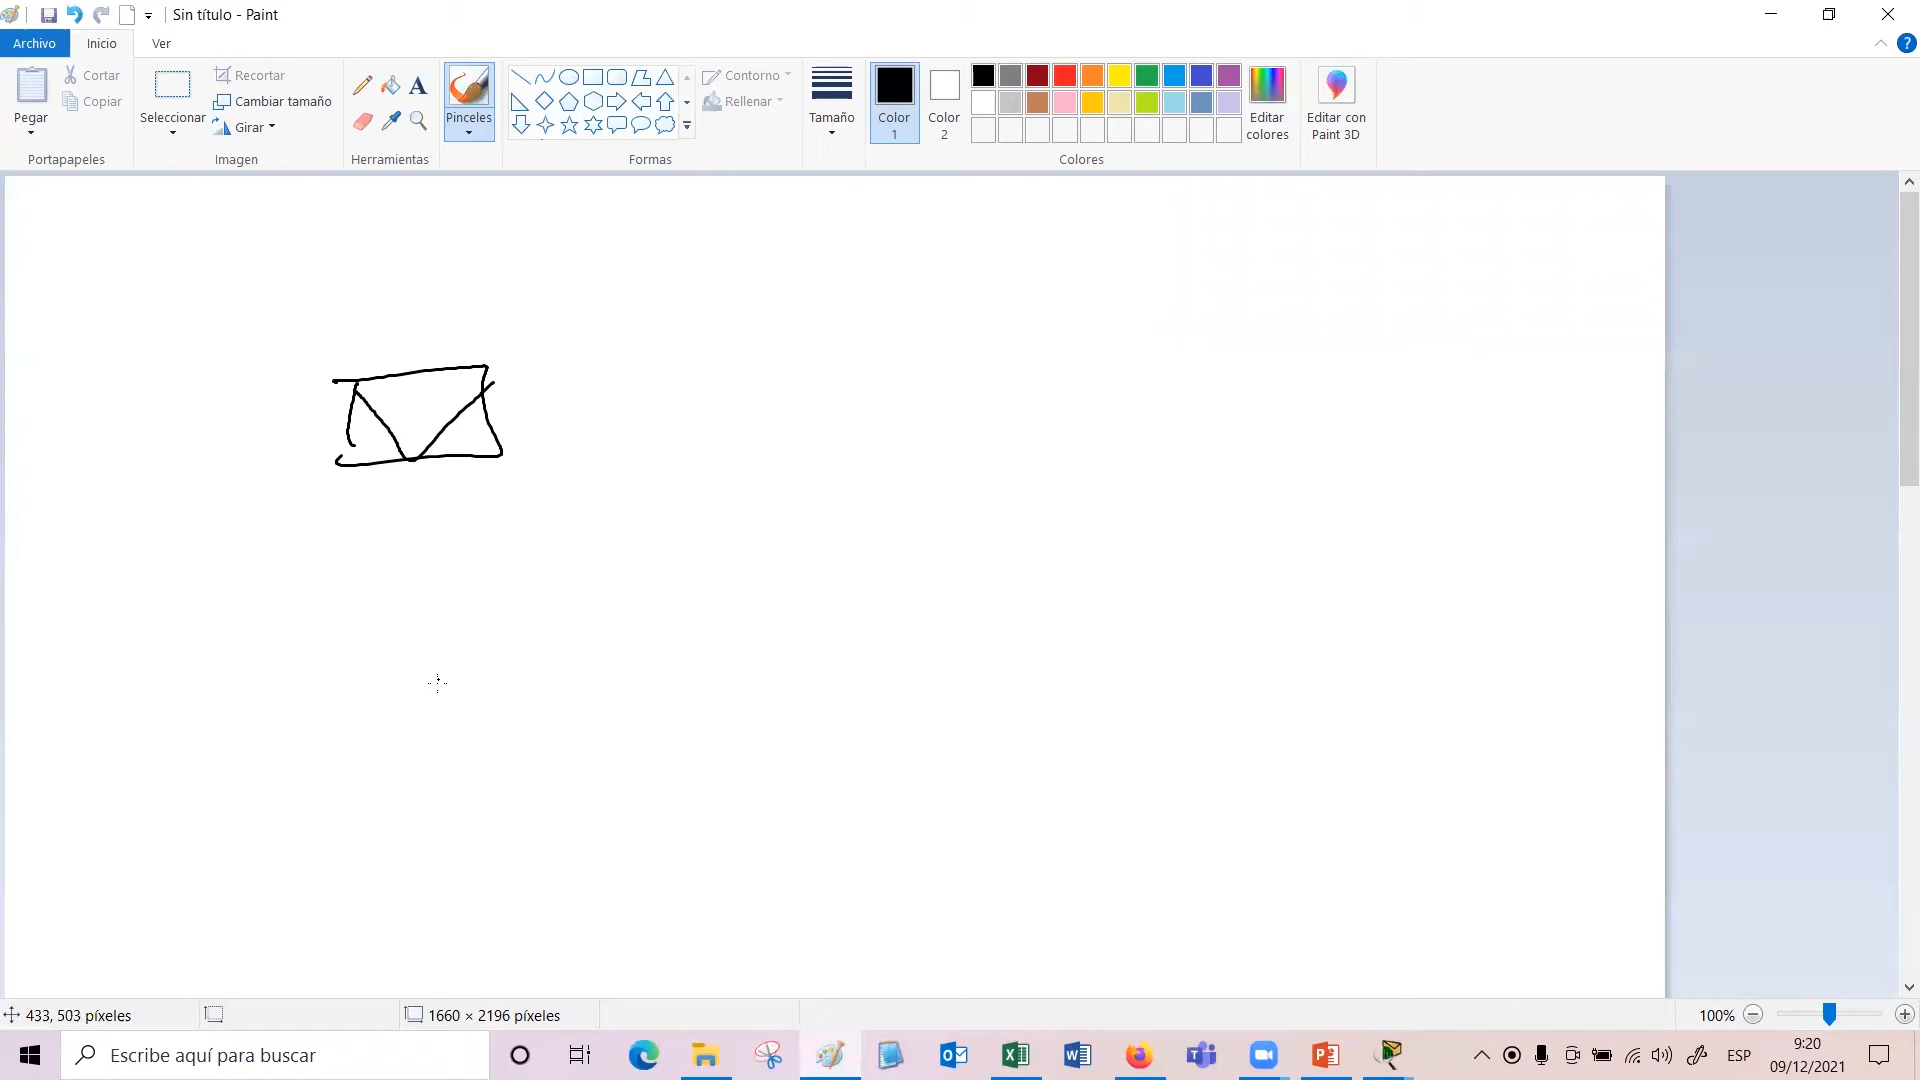 Sin título - Paint
Archivo Inicio Ver
Pegar
Cortar
Copiar
Portapapeles
Seleccionar
Recortar
Cambiar tamaño
Girar
Imagen
A
Herramientas
Pinceles
Formas
Contorno
Rellenar
Tamaño
Color 1
Color 2
Editar colores
Colores
Editar con Paint 3D
433, 503 píxeles
1660 × 2196 píxeles
100%
Escribe aquí para buscar
ESP
9:20
09/12/2021